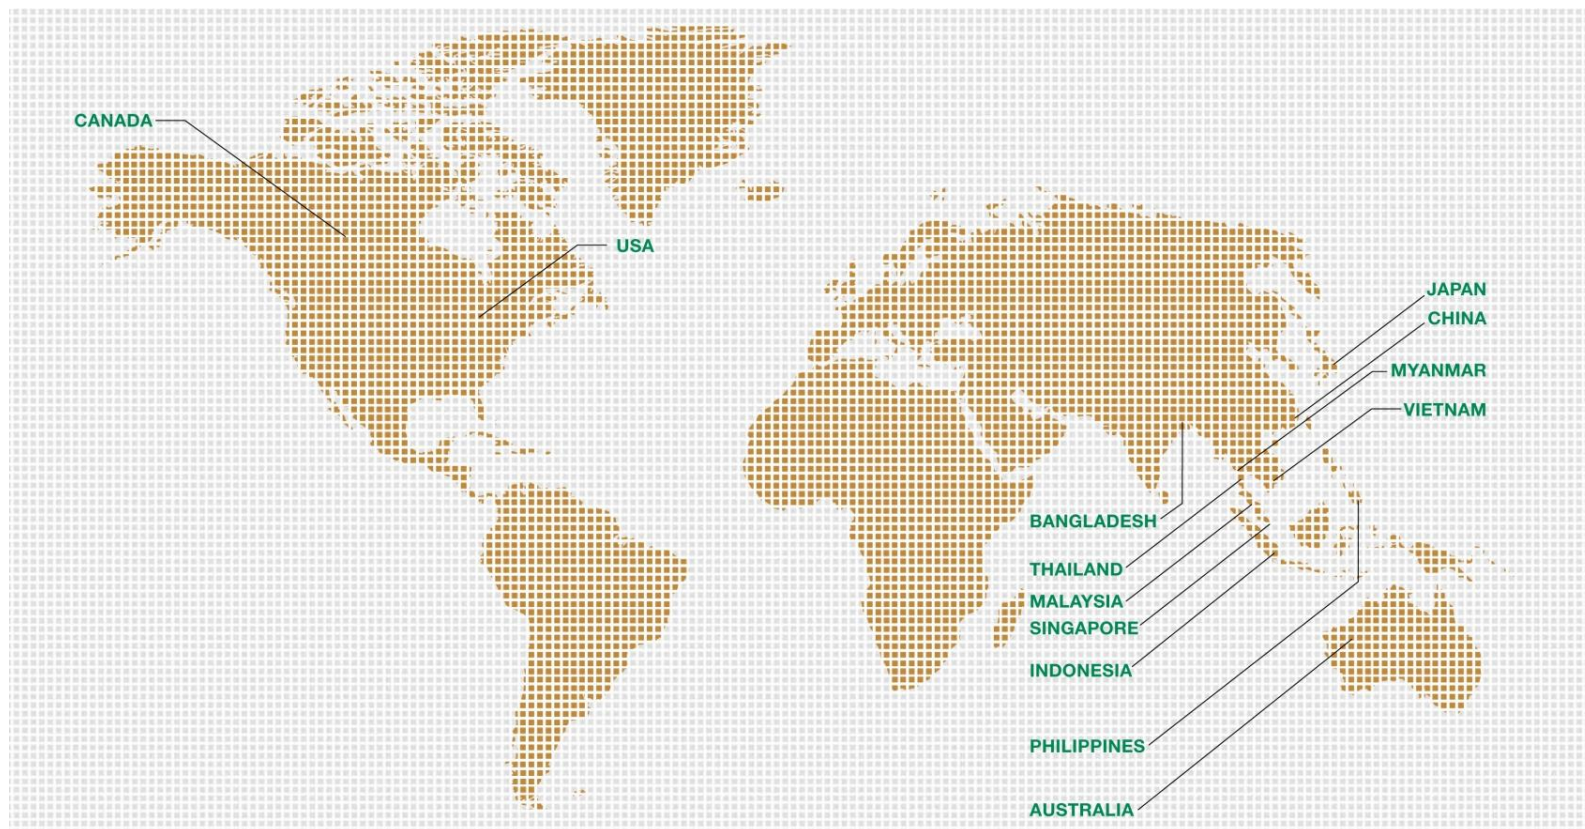 CANADA
USA
JAPAN
CHINA
MYANMAR
VIETNAM
BANGLADESH
THAILAND
MALAYSIA
SINGAPORE
INDONESIA
PHILIPPINES
AUSTRALIA